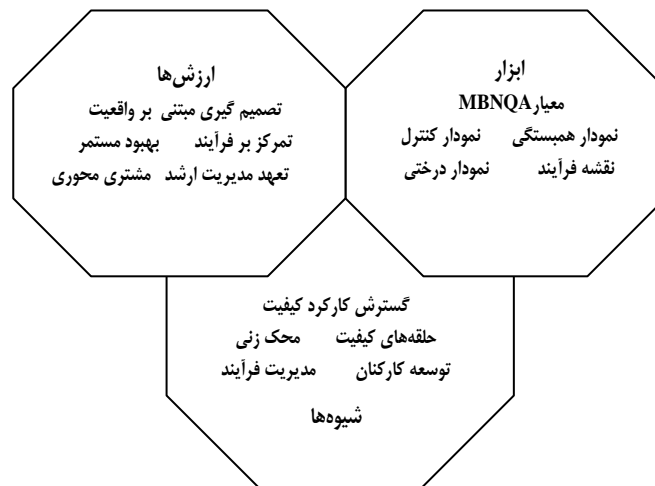 ابزار
معیارMBNQA
نمودار همبستگی نمودار کنترل
نقشه فرآیند نمودار درختی
ارزش‌ها
تصمیم گیری مبتنی بر واقعیت
تمرکز بر فرآیند بهبود مستمر
تعهد مدیریت ارشد مشتری محوری
گسترش کارکرد کیفیت
حلقه‌های کیفیت محک زنی
توسعه کارکنان مدیریت فرآیند
شیوه‌ها